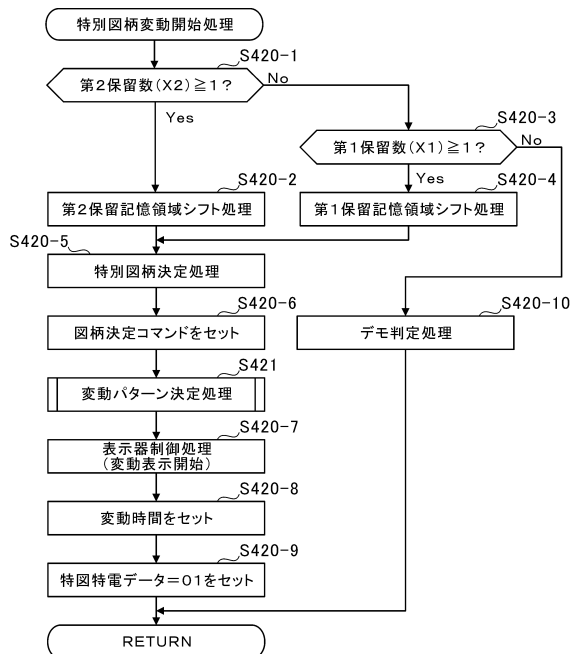 特別図柄変動開始処理
S420-1
第2保留数(X2)≧1?
No
Yes
S420-3
第1保留数(X1)≧1?
No
Yes
S420-2
第2保留記憶領域シフト処理
S420-4
第1保留記憶領域シフト処理
S420-5
特別図柄決定処理
S420-6
図柄決定コマンドをセット
S420-10
デモ判定処理
S421
変動パターン決定処理
S420-7
表示器制御処理
(変動表示開始)
S420-8
変動時間をセット
S420-9
特図特電データ=01をセット
RETURN